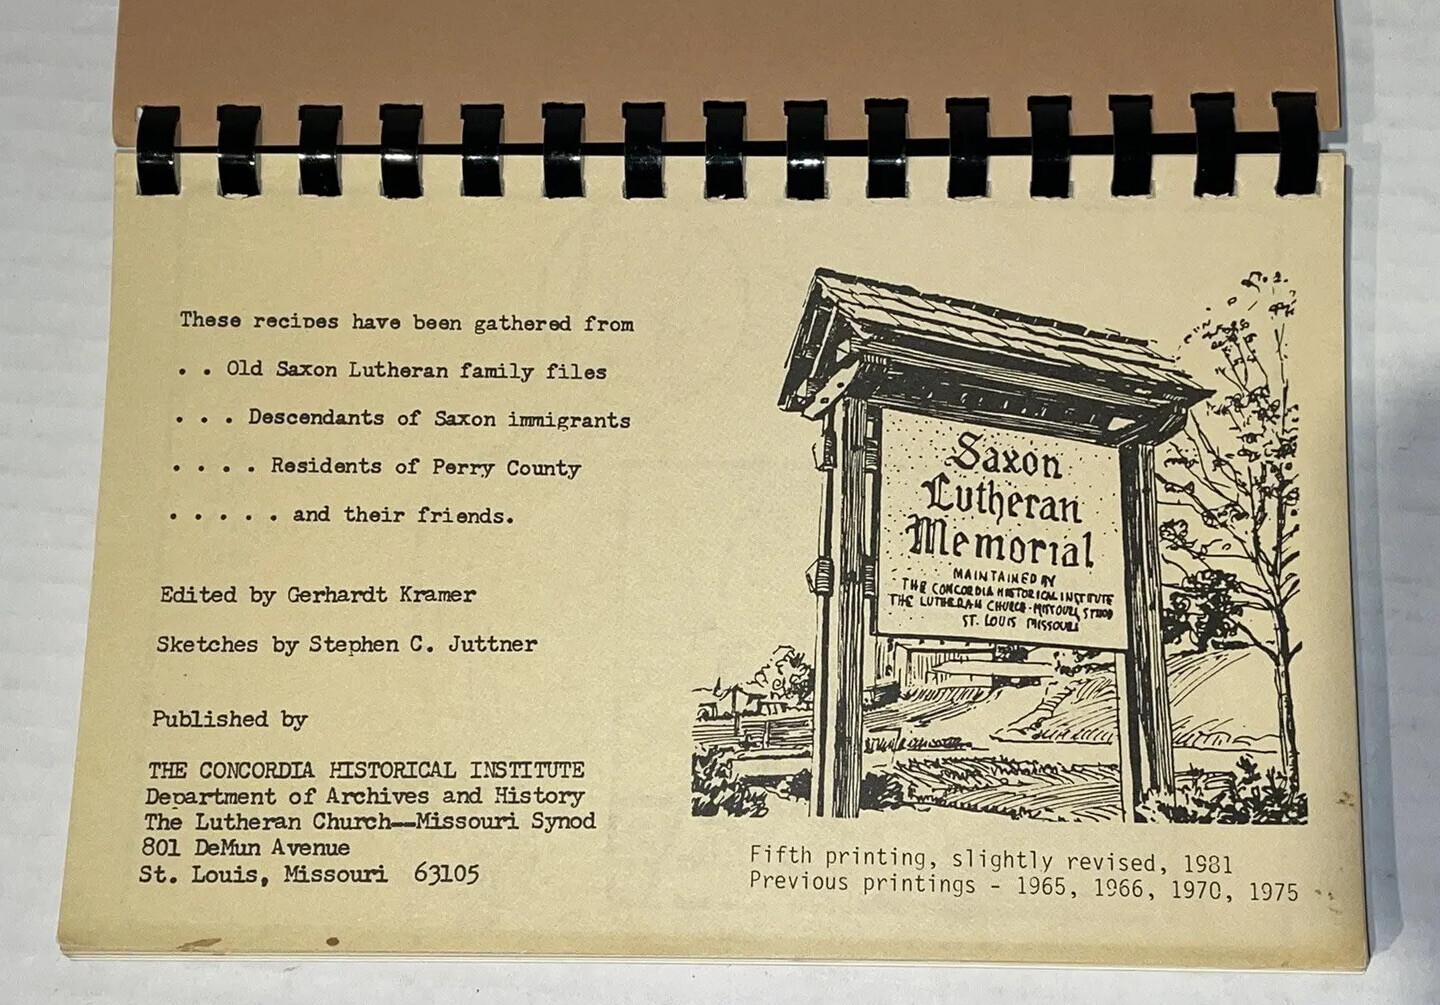 These recipes have been gathered from
. . Old Saxon Lutheran family files
. . . Descendants of Saxon immigrants
. . . . Residents of Perry County
. . . . . and their friends.
Edited by Gerhardt Kramer
Sketches by Stephen C. Juttner
Published by
THE CONCORDIA HISTORICAL INSTITUTE
Department of Archives and History
The Lutheran Church—Missouri Synod
801 DeMun Avenue
St. Louis, Missouri 63105
Saxon
Lutheran
Memorial
MAINTAINED BY
THE CONCORDIA HISTORICAL INSTITUTE
THE LUTHERAN CHURCH-MISSOURI SYNOD
ST. LOUIS MISSOURI
Fifth printing, slightly revised, 1981
Previous printings - 1965, 1966, 1970, 1975